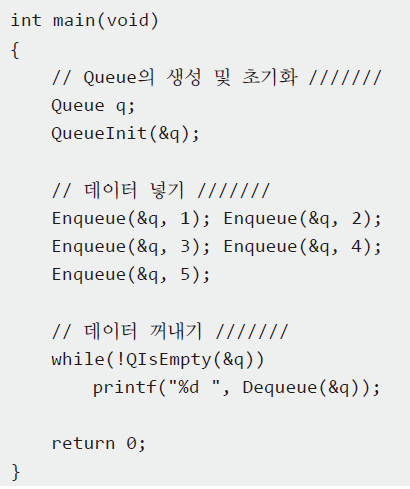 int main(void)
{
    // Queue의 생성 및 초기화 ///////
    Queue q;
    QueueInit(&q);

    // 데이터 넣기 ///////
    Enqueue(&q, 1); Enqueue(&q, 2);
    Enqueue(&q, 3); Enqueue(&q, 4);
    Enqueue(&q, 5);

    // 데이터 꺼내기 ///////
    while(!QIsEmpty(&q))
        printf("%d ", Dequeue(&q));

    return 0;
}